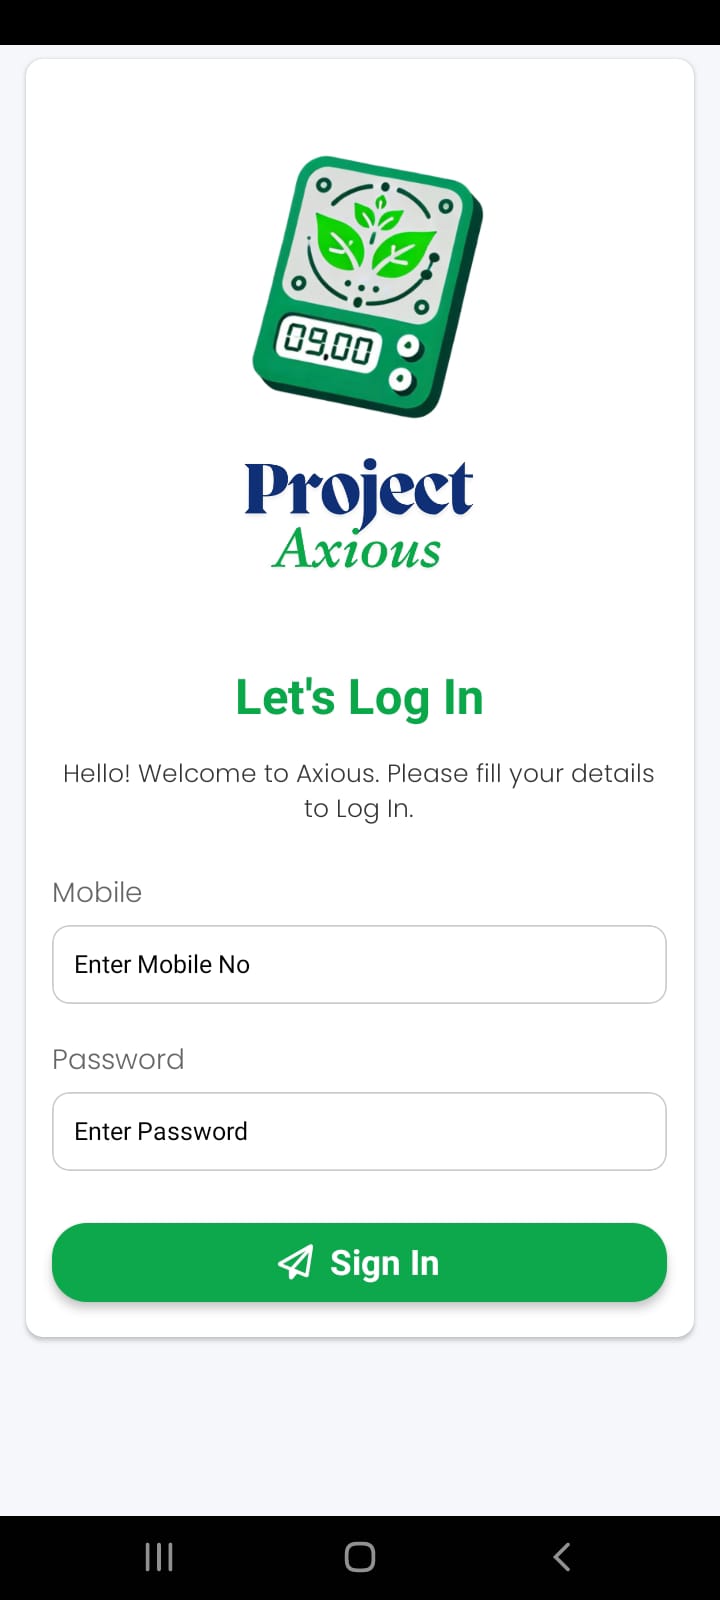 09.00
Project
Axious
Let's Log In
Hello! Welcome to Axious. Please fill your details
to Log In.
Mobile
Enter Mobile No
Password
Enter Password
Sign In